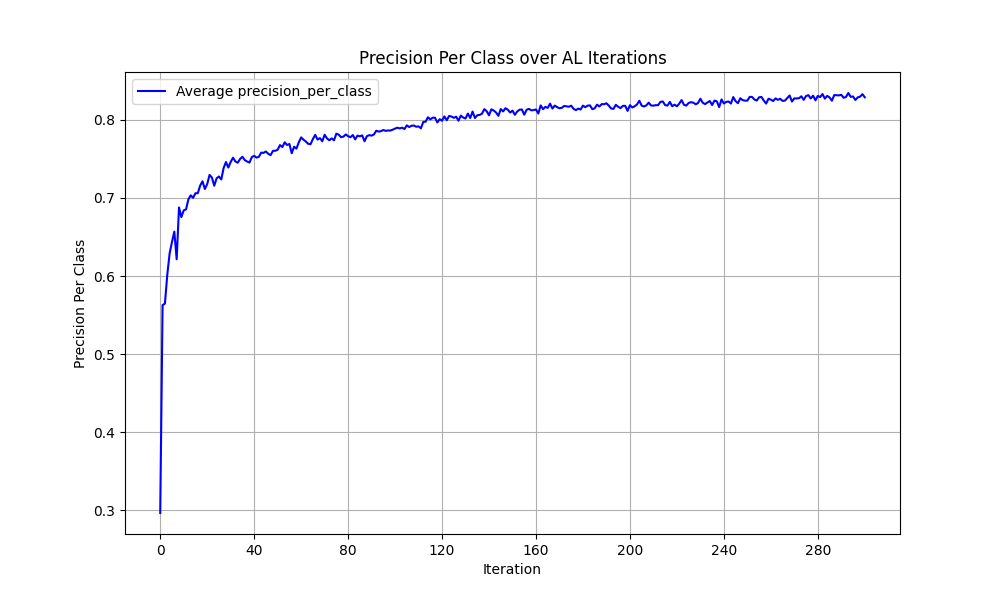 Precision Per Class over AL Iterations
Average precision_per_class
Precision Per Class
0.8
0.7
0.6
0.5
0.4
0.3
0 40 80 120 160 200 240 280
Iteration